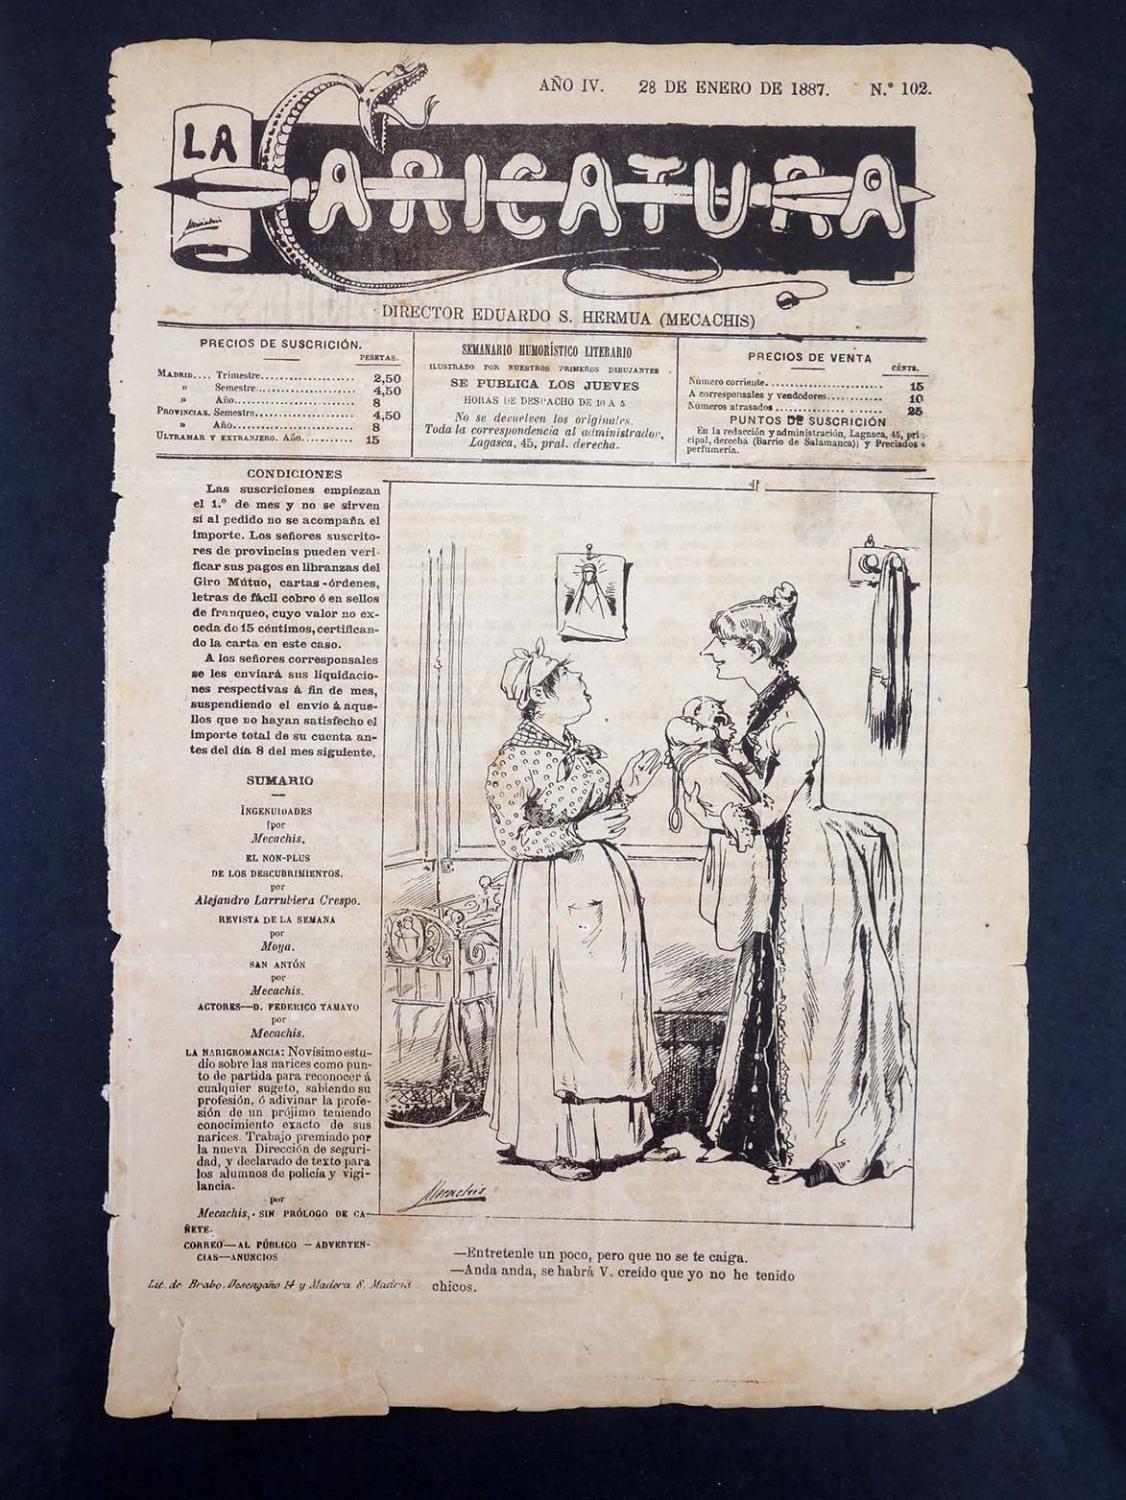 AÑO IV. 28 DE ENERO DE 1887. N.º 102.
LA CARICATURA
Mecachis
DIRECTOR EDUARDO S. HERMUA (MECACHIS)
PRECIOS DE SUSCRICIÓN.
PESETAS.
MADRID.... Trimestre.................... 2,50
» Semestre.................... 4,50
» Año.................... 8
PROVINCIAS. Semestre.................... 4,50
» Año.................... 8
ULTRAMAR Y EXTRANJERO. Año.......... 15
SEMANARIO HUMORÍSTICO LITERARIO
ILUSTRADO POR NUESTROS PRIMEROS DIBUJANTES
SE PUBLICA LOS JUEVES
HORAS DE DESPACHO DE 10 A 5
No se devuelven los originales.
Toda la correspondencia al administrador,
Lagasca, 45, pral. derecha.
PRECIOS DE VENTA
CÉNTS.
Número corriente.................... 15
A corresponsales y vendedores........... 10
Números atrasados.................... 25
PUNTOS DE SUSCRICIÓN
En la redacción y administración, Lagasca, 45, prin-
cipal, derecha (Barrio de Salamanca); y Preciados
perfumería.
CONDICIONES
Las suscriciones empiezan
el 1.º de mes y no se sirven
si al pedido no se acompaña el
importe. Los señores suscrito-
res de provincias pueden veri-
ficar sus pagos en libranzas del
Giro Mútuo, cartas-órdenes,
letras de fácil cobro ó en sellos
de franqueo, cuyo valor no ex-
ceda de 15 céntimos, certifican-
do la carta en este caso.
A los señores corresponsales
se les enviará sus liquidacio-
nes respectivas á fin de mes,
suspendiendo el envío á aque-
llos que no hayan satisfecho el
importe total de su cuenta an-
tes del día 8 del mes siguiente.
SUMARIO
INGENUIDADES
por
Mecachis.
EL NON-PLUS
DE LOS DESCUBRIMIENTOS.
por
Alejandro Larrubiera Crespo.
REVISTA DE LA SEMANA
por
Moya.
SAN ANTÓN
por
Mecachis.
ACTORES—D. FEDERICO TAMAYO
por
Mecachis.
LA NARIGROMANCIA: Novísimo estu-
dio sobre las narices como pun-
to de partida para reconocer á
cualquier sugeto, sabiendo su
profesión, ó adivinar la profe-
sión de un prójimo teniendo
conocimiento exacto de sus
narices. Trabajo premiado por
la nueva Dirección de seguri-
dad, y declarado de texto para
los alumnos de policía y vigi-
lancia.
por
Mecachis,- SIN PRÓLOGO DE CA-
ÑETE.
CORREO—AL PÚBLICO — ADVERTEN-
CIAS—ANUNCIOS
Lit. de Brabo. Desengaño 14 y Madera 8. Madrid
Mecachis
—Entretenle un poco, pero que no se te caiga.
—Anda anda, se habrá V. creído que yo no he tenido
chicos.